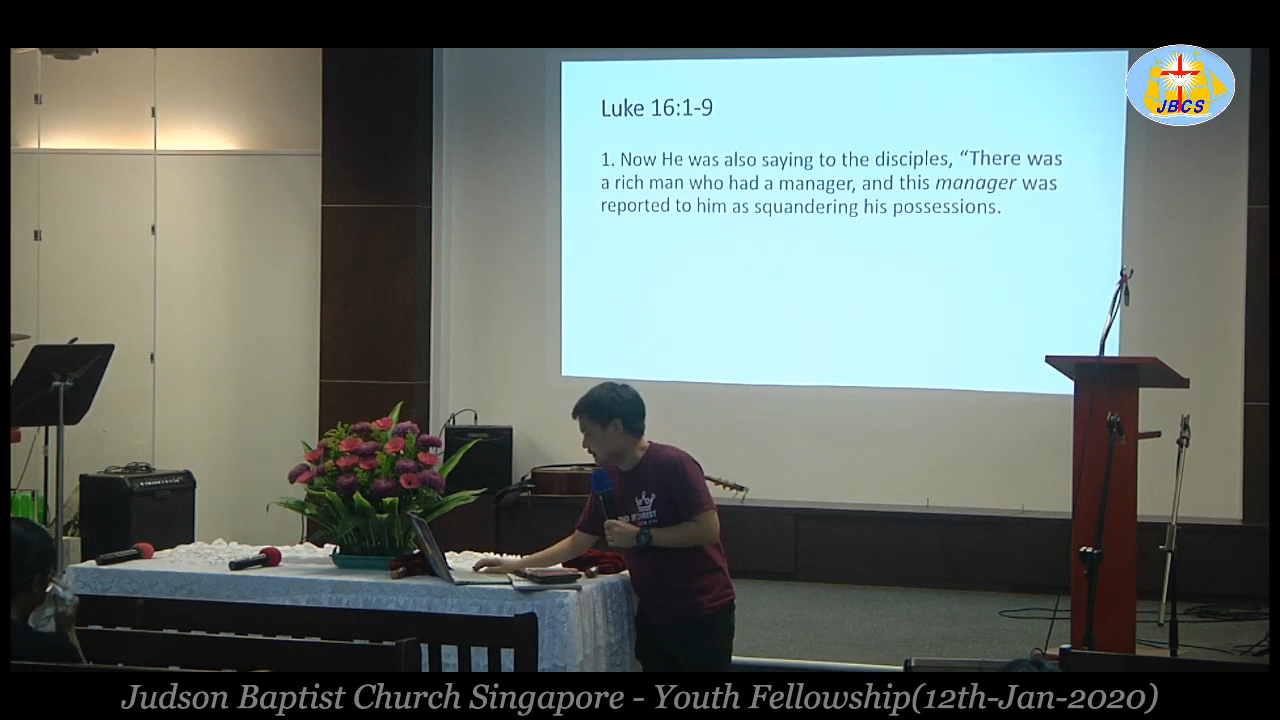 Luke 16:1-9
1. Now He was also saying to the disciples, “There was
a rich man who had a manager, and this manager was
reported to him as squandering his possessions.
JBCS
Judson Baptist Church Singapore - Youth Fellowship(12th-Jan-2020)